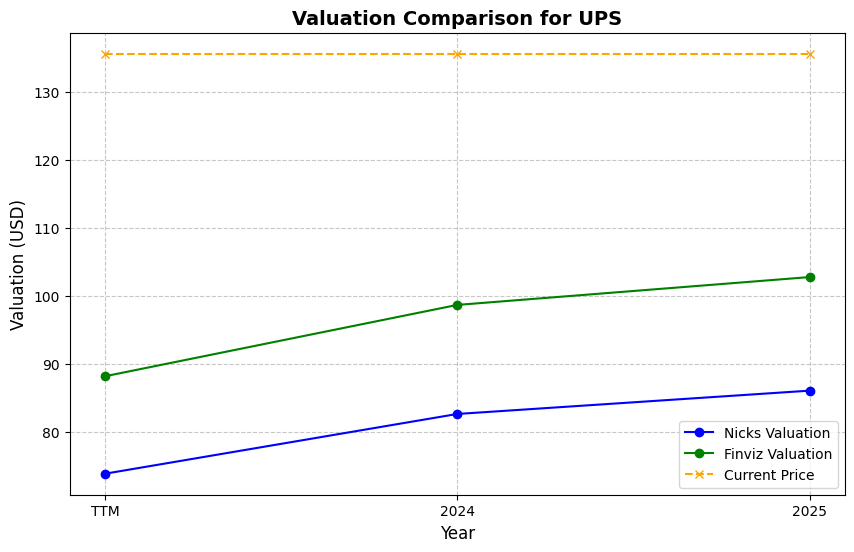 Valuation Comparison for UPS
Valuation (USD)
130
120
110
100
90
80
TTM
2024
2025
Year
Nicks Valuation
Finviz Valuation
Current Price